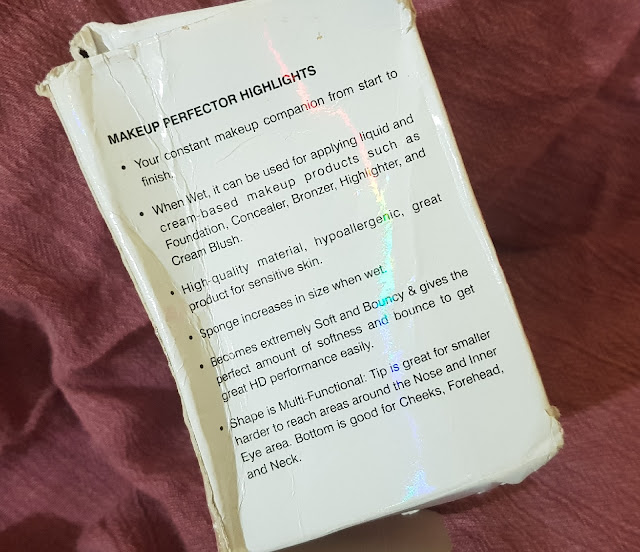 MAKEUP PERFECTOR HIGHLIGHTS
• Your constant makeup companion from start to
finish.
• When Wet, it can be used for applying liquid and
cream-based makeup products such as
Foundation, Concealer, Bronzer, Highlighter, and
Cream Blush.
• High-quality material, hypoallergenic, great
product for sensitive skin.
• Sponge increases in size when wet.
• Becomes extremely Soft and Bouncy & gives the
perfect amount of softness and bounce to get
great HD performance easily.
• Shape is Multi-Functional: Tip is great for smaller
harder to reach areas around the Nose and Inner
Eye area. Bottom is good for Cheeks, Forehead,
and Neck.